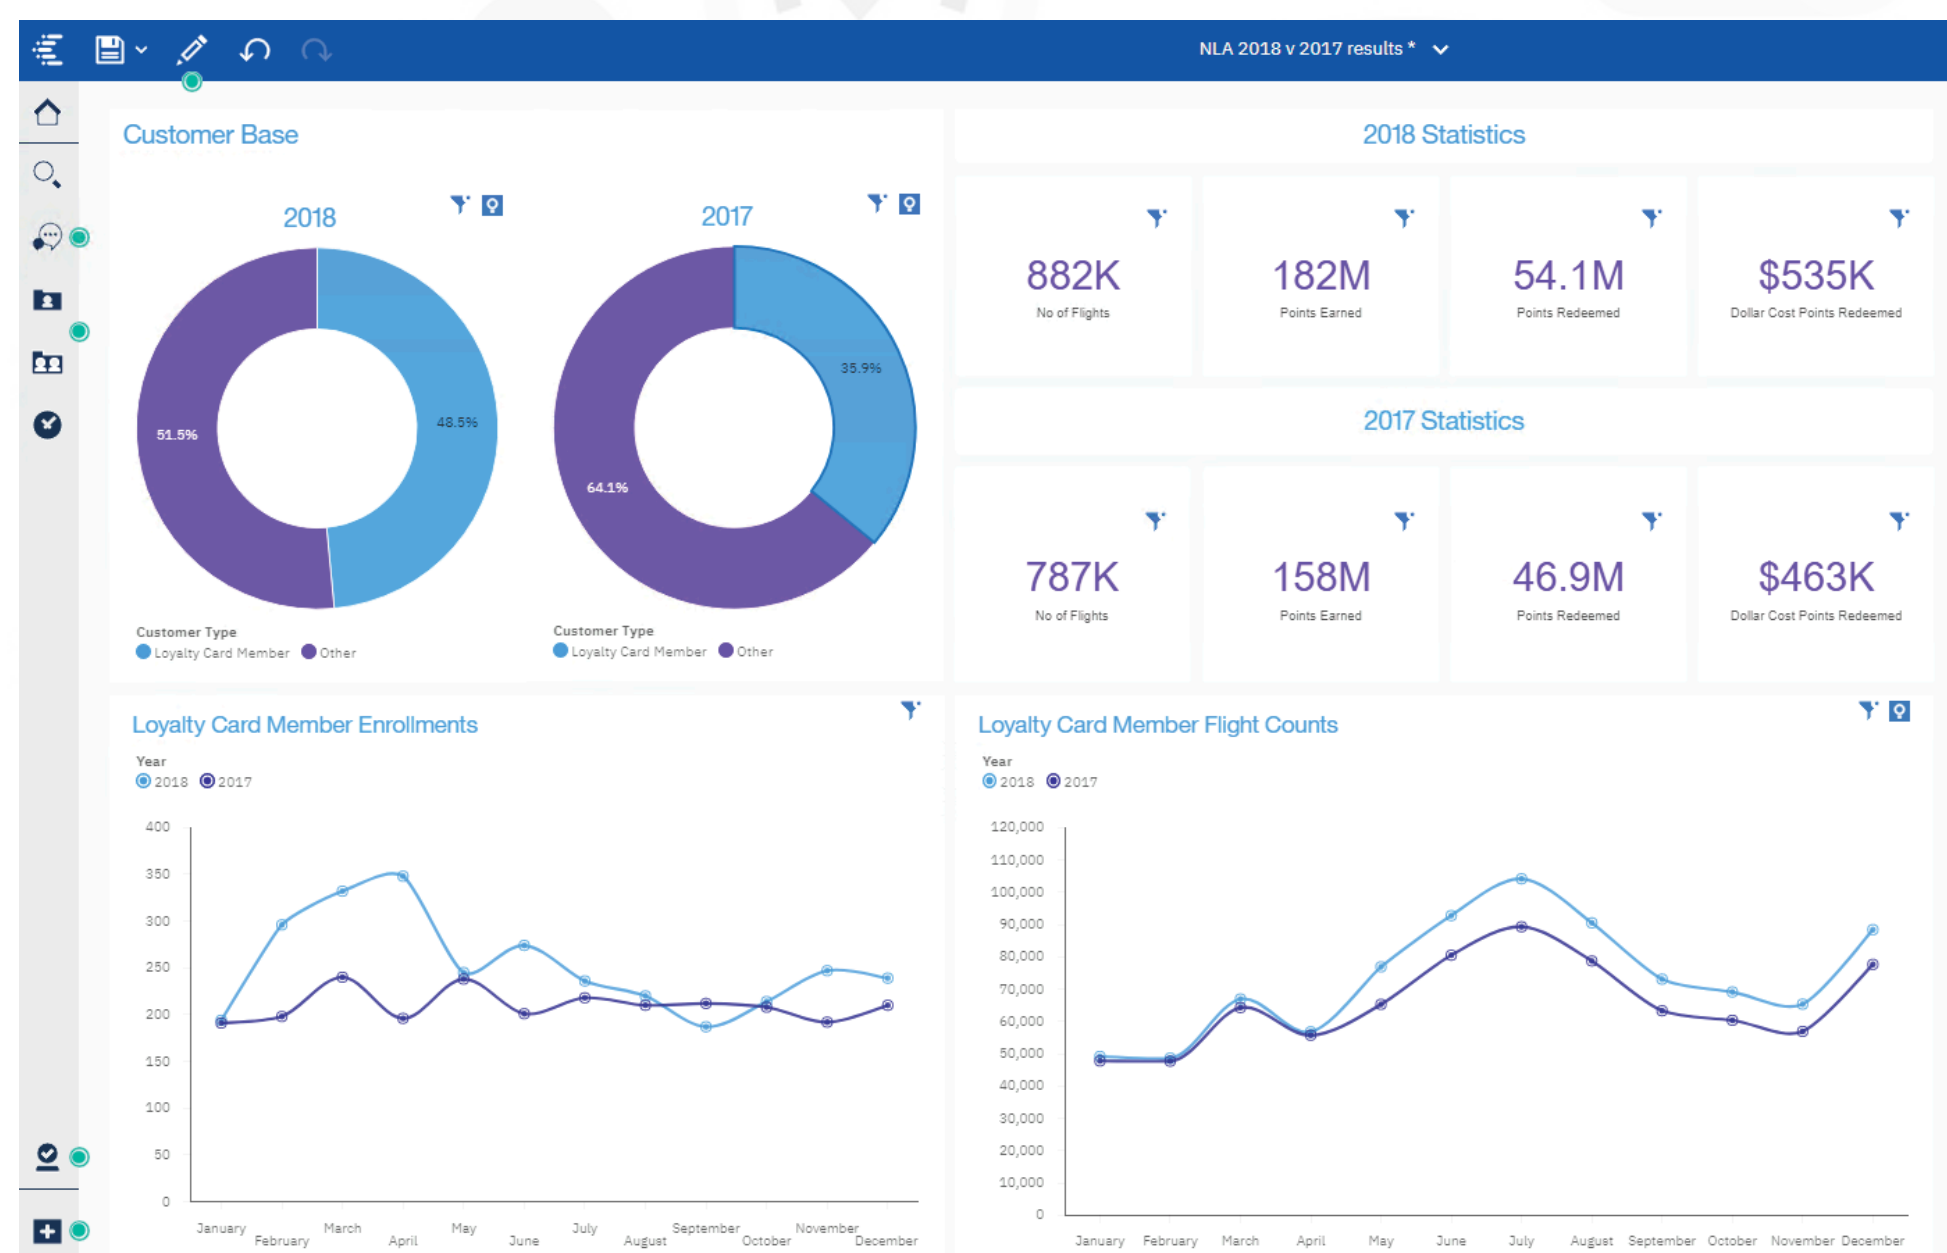 NLA 2018 v 2017 results *
Customer Base
2018
2017
51.5%
48.5%
64.1%
35.9%
Customer Type
Loyalty Card Member Other
Customer Type
Loyalty Card Member Other
2018 Statistics
882K
No of Flights
182M
Points Earned
54.1M
Points Redeemed
$535K
Dollar Cost Points Redeemed
2017 Statistics
787K
No of Flights
158M
Points Earned
46.9M
Points Redeemed
$463K
Dollar Cost Points Redeemed
Loyalty Card Member Enrollments
Year
2018 2017
400
350
300
250
200
150
100
50
0
January February March April May June July August September October November December
Loyalty Card Member Flight Counts
Year
2018 2017
120,000
110,000
100,000
90,000
80,000
70,000
60,000
50,000
40,000
30,000
20,000
10,000
0
January February March April May June July August September October November December